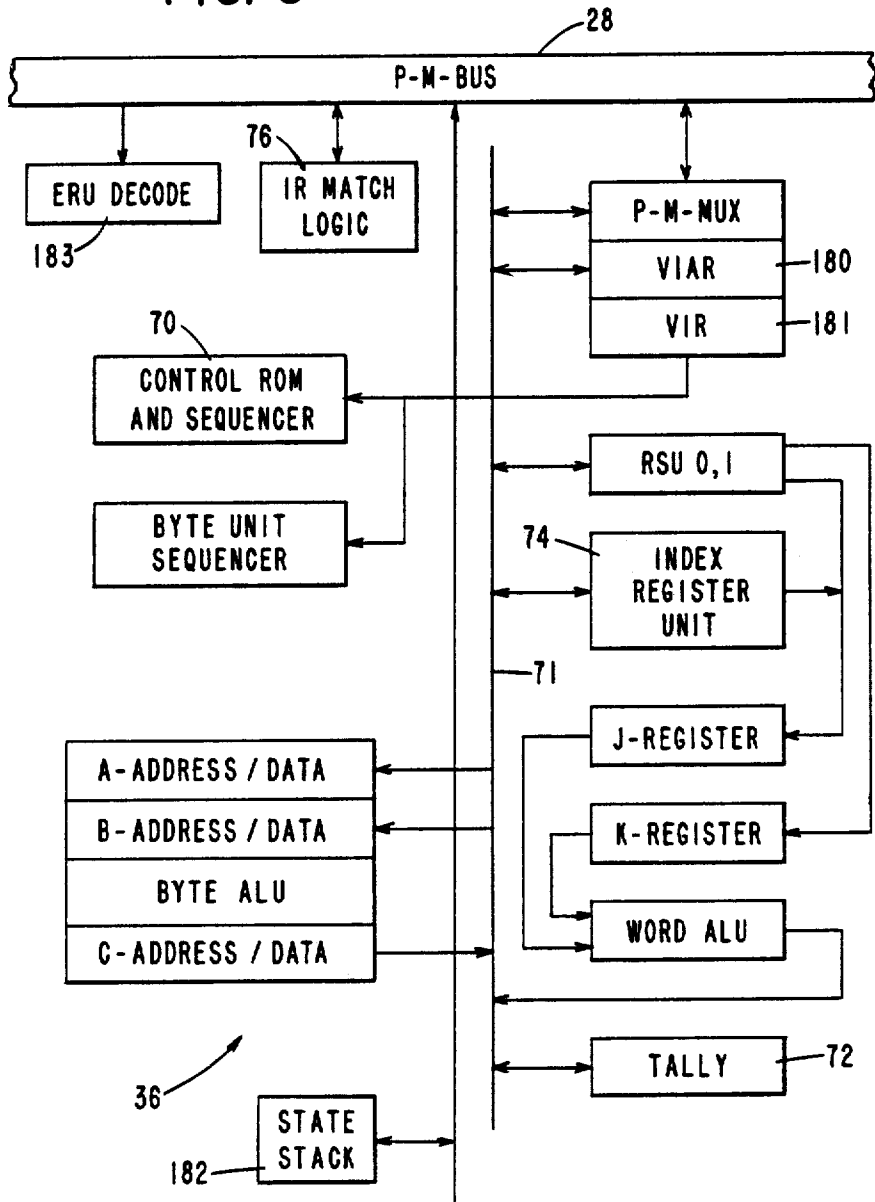 28
P-M-BUS
76
ERU DECODE
183
IR MATCH
LOGIC
P-M-MUX
VIAR
180
VIR
181
70
CONTROL ROM
AND SEQUENCER
RSU 0,1
BYTE UNIT
SEQUENCER
74
INDEX
REGISTER
UNIT
71
J-REGISTER
A-ADDRESS / DATA
B-ADDRESS / DATA
K-REGISTER
BYTE ALU
WORD ALU
C-ADDRESS / DATA
TALLY
72
36
STATE
STACK
182